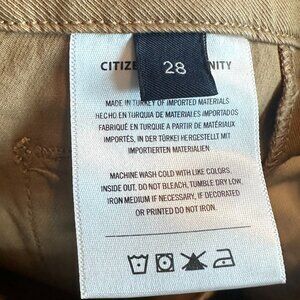 CITIZE NITY
28
MADE IN TURKEY OF IMPORTED MATERIALS
HECHO EN TURQUIA DE MATERIALES IMPORTADOS
FABRIQUÉ EN TURQUIE A PARTIR DE MATÉRIAUX
IMPORTÉS, IN DER TÜRKEI HERGESTELLT MIT
IMPORTIERTEN MATERIALIEN
MACHINE WASH COLD WITH LIKE COLORS,
INSIDE OUT. DO NOT BLEACH, TUMBLE DRY LOW.
IRON MEDIUM IF NECESSARY, IF DECORATED
OR PRINTED DO NOT IRON.